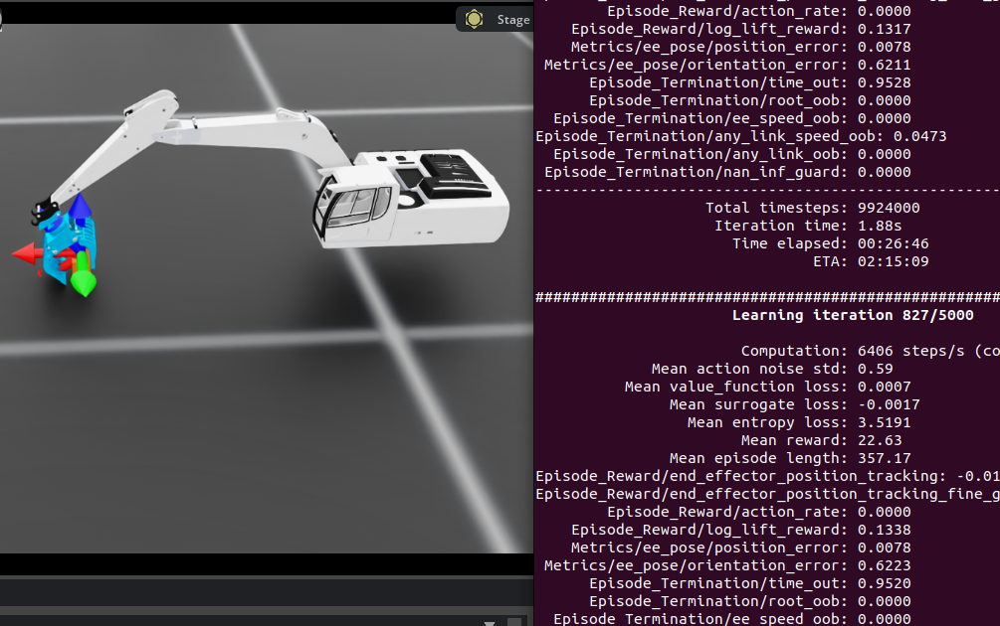 Stage
Episode_Reward/action_rate: 0.0000
Episode_Reward/log_lift_reward: 0.1317
Metrics/ee_pose/position_error: 0.0078
Metrics/ee_pose/orientation_error: 0.6211
Episode_Termination/time_out: 0.9528
Episode_Termination/root_oob: 0.0000
Episode_Termination/ee_speed_oob: 0.0000
Episode_Termination/any_link_speed_oob: 0.0473
Episode_Termination/any_link_oob: 0.0000
Episode_Termination/nan_inf_guard: 0.0000
--------------------------------------------------------
Total timesteps: 9924000
Iteration time: 1.88s
Time elapsed: 00:26:46
ETA: 02:15:09
####################################################
Learning iteration 827/5000
Computation: 6406 steps/s (co
Mean action noise std: 0.59
Mean value_function loss: 0.0007
Mean surrogate loss: -0.0017
Mean entropy loss: 3.5191
Mean reward: 22.63
Mean episode length: 357.17
Episode_Reward/end_effector_position_tracking: -0.01
Episode_Reward/end_effector_position_tracking_fine_g
Episode_Reward/action_rate: 0.0000
Episode_Reward/log_lift_reward: 0.1338
Metrics/ee_pose/position_error: 0.0078
Metrics/ee_pose/orientation_error: 0.6223
Episode_Termination/time_out: 0.9520
Episode_Termination/root_oob: 0.0000
Episode_Termination/ee_speed_oob: 0.0000